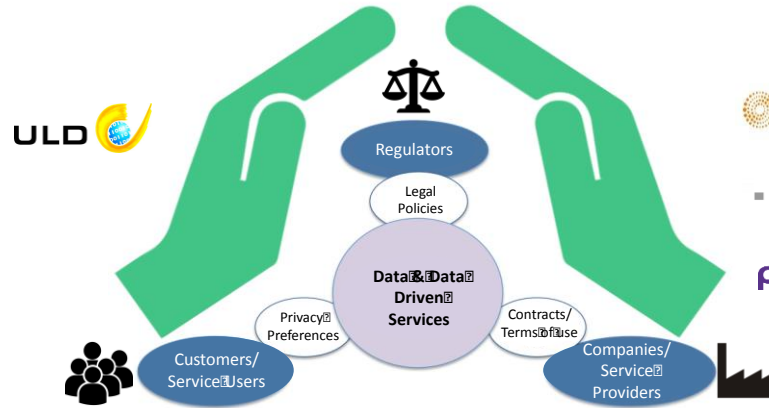 ULD
Regulators
Legal
Policies
Data & Data
Driven
Services
Privacy
Preferences
Contracts/
Terms of use
Customers/
Service Users
Companies/
Service
Providers